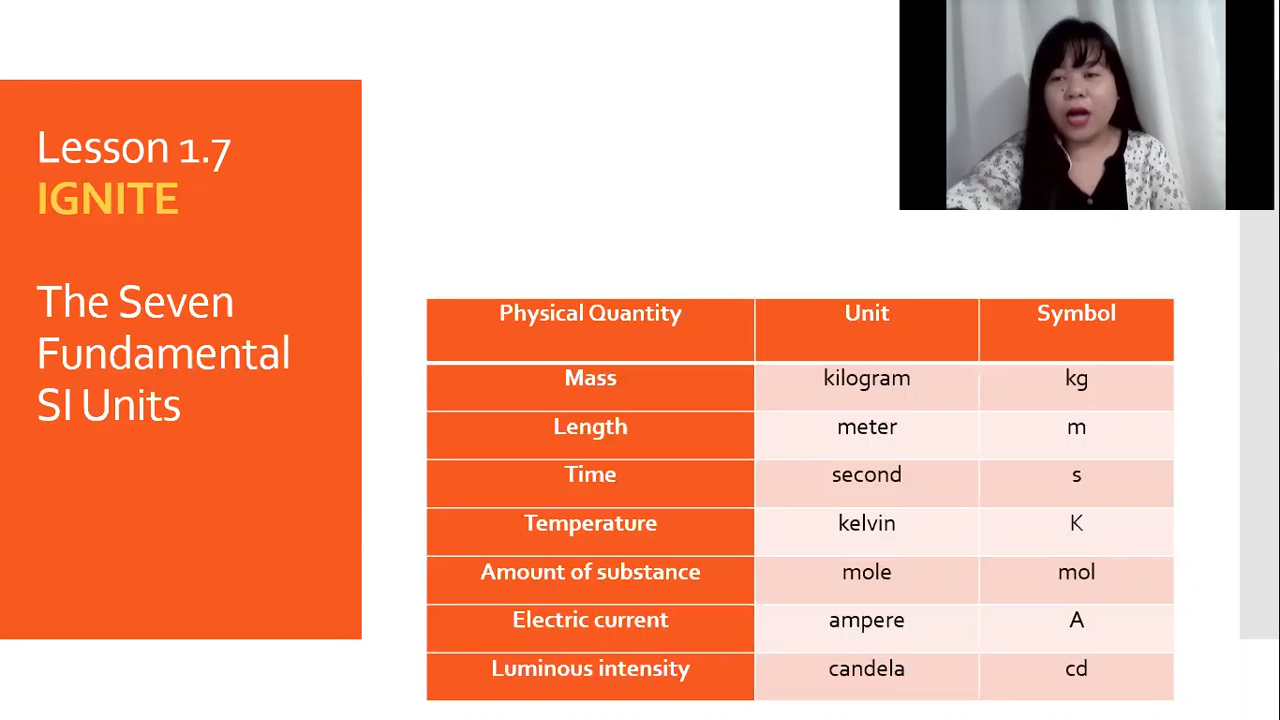 Lesson 1.7
IGNITE
The Seven
Fundamental
SI Units
Physical Quantity Unit Symbol
Mass kilogram kg
Length meter m
Time second s
Temperature kelvin K
Amount of substance mole mol
Electric current ampere A
Luminous intensity candela cd